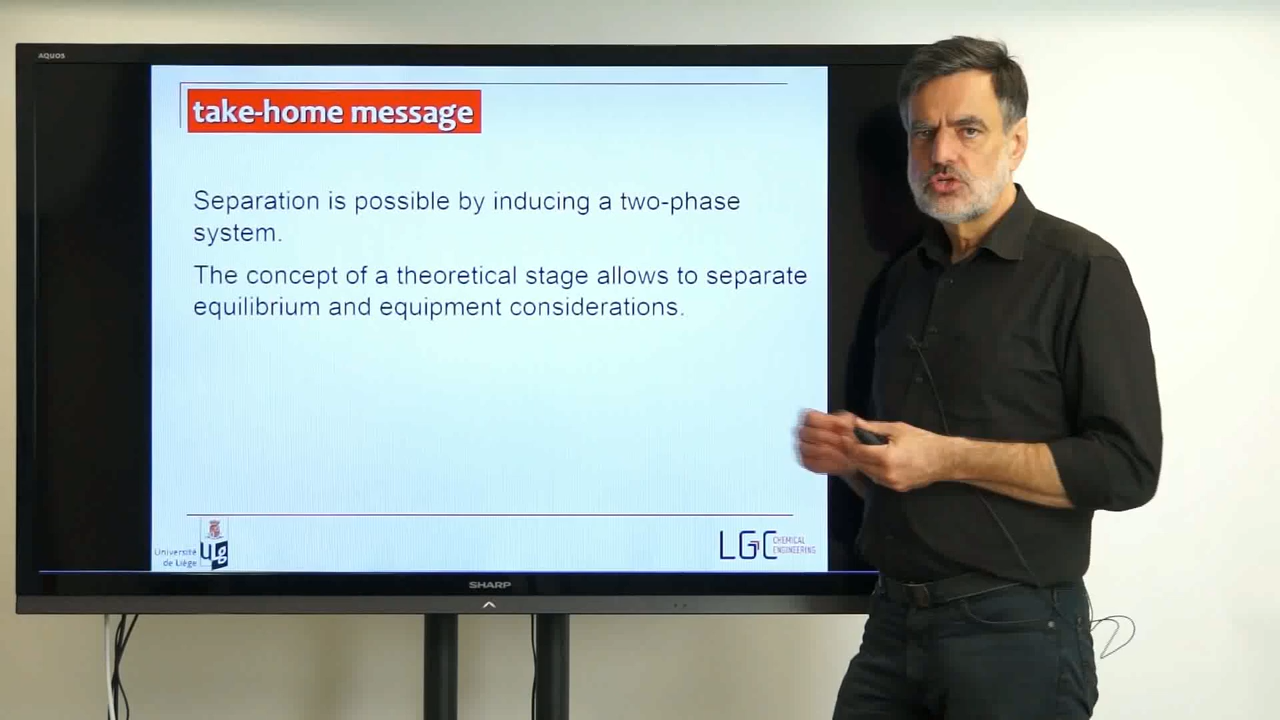 AQUOS
take-home message
Separation is possible by inducing a two-phase
system.
The concept of a theoretical stage allows to separate
equilibrium and equipment considerations.
Université
de Liège
ULg
LGC
CHEMICAL
ENGINEERING
SHARP